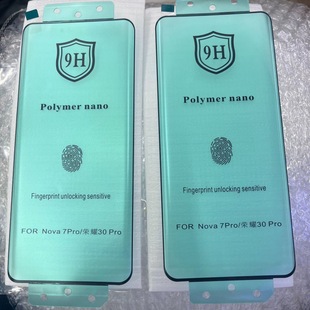 9H
Polymer nano
Fingerprint unlocking sensitive
FOR Nova 7Pro/荣耀30 Pro
9H
Polymer nano
Fingerprint unlocking sensitive
FOR Nova 7Pro/荣耀30 Pro